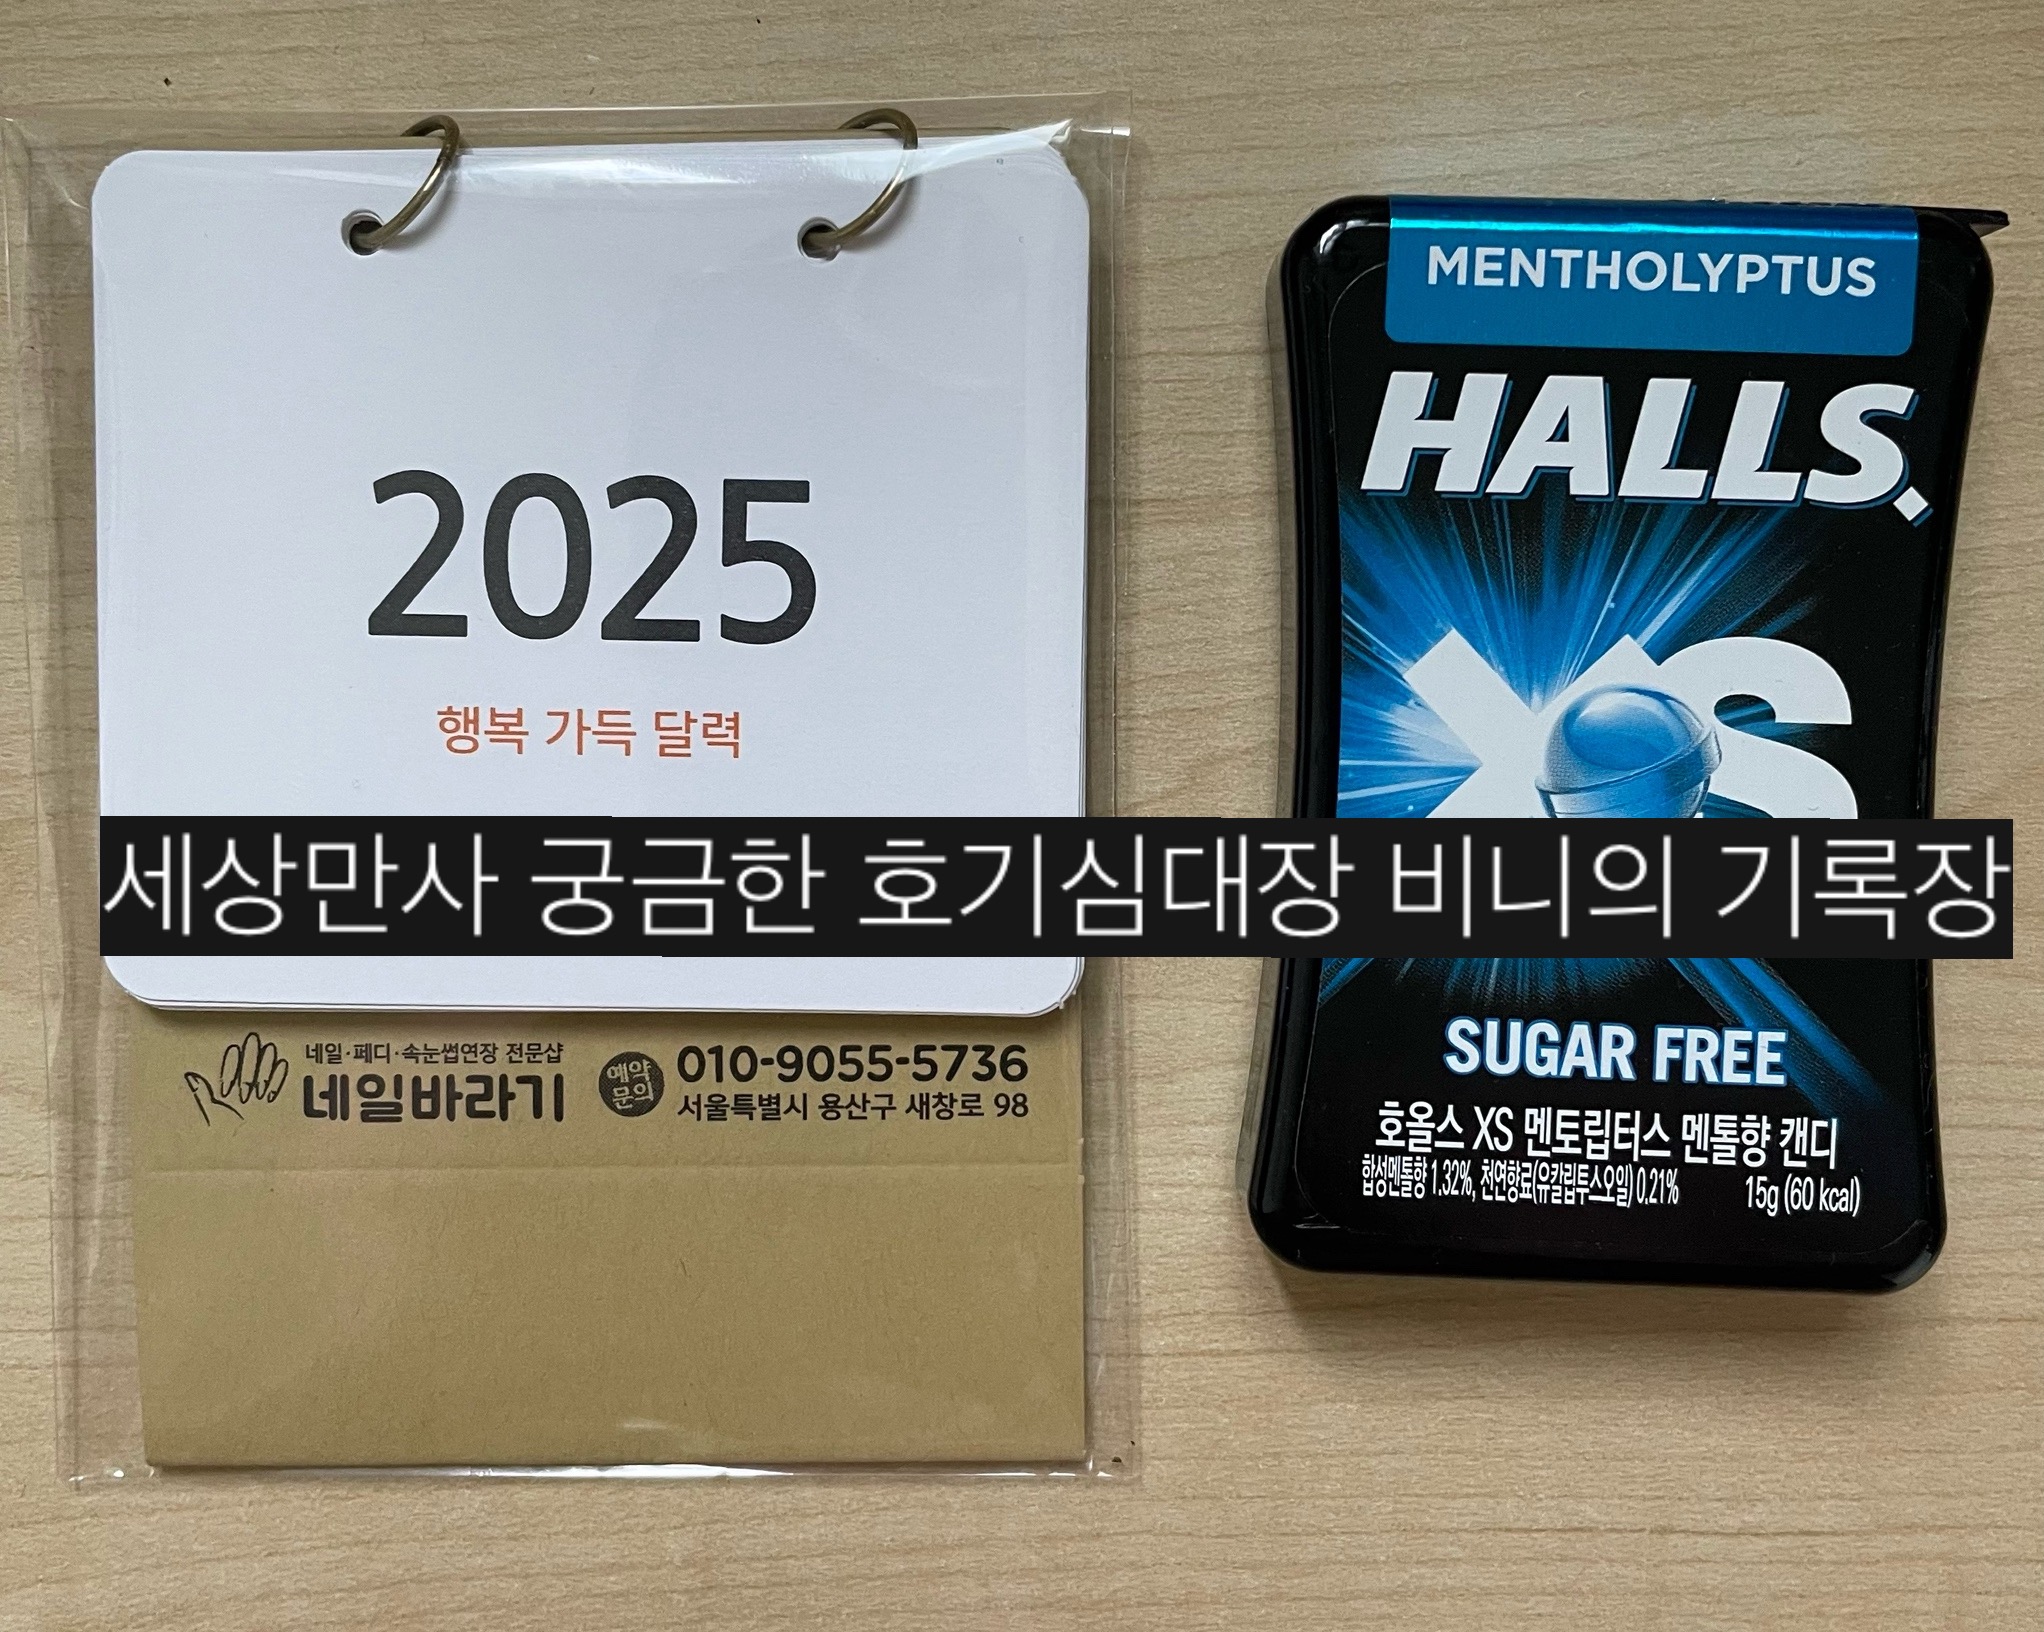 2025
행복 가득 달력
네일·페디·속눈썹연장 전문샵
네일바라기
예약
문의
010-9055-5736
서울특별시 용산구 새창로 98
MENTHOLYPTUS
HALLS
XS
세상만사 궁금한 호기심대장 비니의 기록장
SUGAR FREE
호올스 XS 멘토립터스 멘톨향 캔디
합성멘톨향 1.32%, 천연향료(유칼립투스오일) 0.21%
15g (60 kcal)